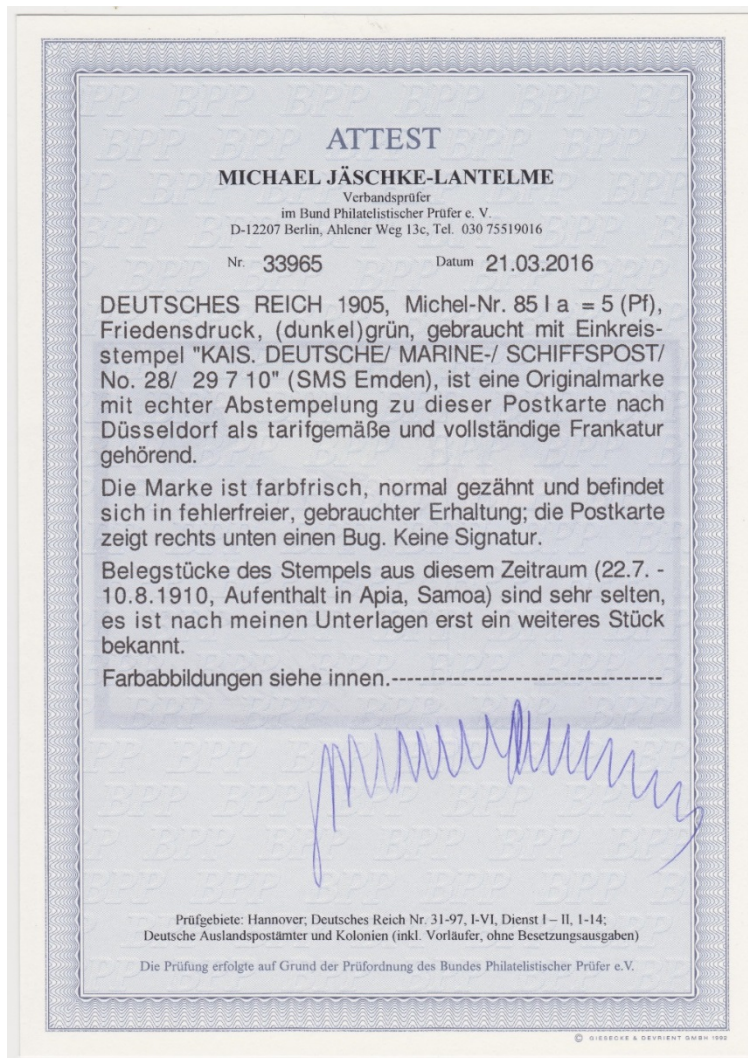 ATTEST
MICHAEL JÄSCHKE-LANTELME
Verbandsprüfer
im Bund Philatelistischer Prüfer e. V.
D-12207 Berlin, Ahlener Weg 13c, Tel. 030 75519016
Nr. 33965 Datum 21.03.2016
DEUTSCHES REICH 1905, Michel-Nr. 85 I a = 5 (Pf),
Friedensdruck, (dunkel)grün, gebraucht mit Einkreis-
stempel "KAIS. DEUTSCHE/ MARINE-/ SCHIFFSPOST/
No. 28/ 29 7 10" (SMS Emden), ist eine Originalmarke
mit echter Abstempelung zu dieser Postkarte nach
Düsseldorf als tarifgemäße und vollständige Frankatur
gehörend.
Die Marke ist farbfrisch, normal gezähnt und befindet
sich in fehlerfreier, gebrauchter Erhaltung; die Postkarte
zeigt rechts unten einen Bug. Keine Signatur.
Belegstücke des Stempels aus diesem Zeitraum (22.7. -
10.8.1910, Aufenthalt in Apia, Samoa) sind sehr selten,
es ist nach meinen Unterlagen erst ein weiteres Stück
bekannt.
Farbabbildungen siehe innen.----------------------------------
Prüfgebiete: Hannover; Deutsches Reich Nr. 31-97, I-VI, Dienst I – II, 1-14;
Deutsche Auslandspostämter und Kolonien (inkl. Vorläufer, ohne Besetzungsausgaben)
Die Prüfung erfolgte auf Grund der Prüfordnung des Bundes Philatelistischer Prüfer e.V.
© GIESECKE & DEVRIENT GMBH 1992